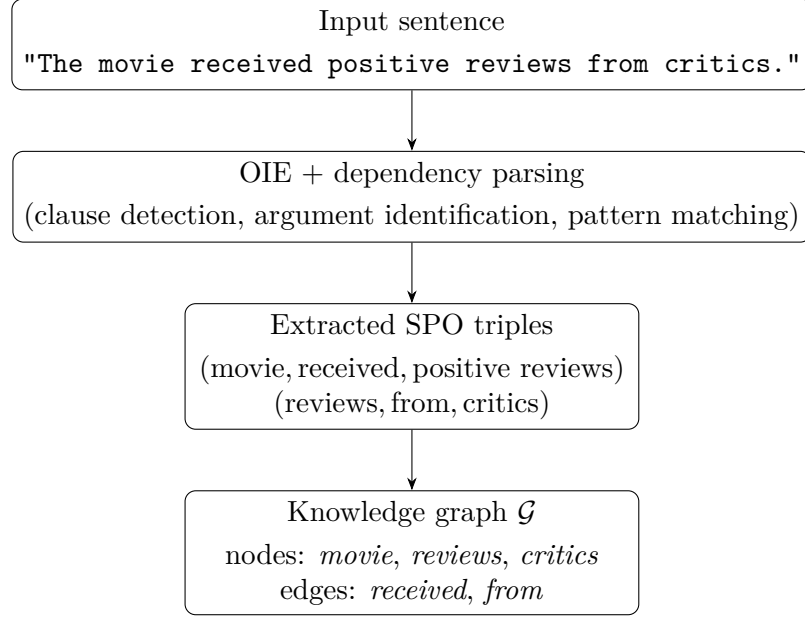 Input sentence
"The movie received positive reviews from critics."
OIE + dependency parsing
(clause detection, argument identification, pattern matching)
Extracted SPO triples
(movie, received, positive reviews)
(reviews, from, critics)
Knowledge graph 𝒢
nodes: movie, reviews, critics
edges: received, from